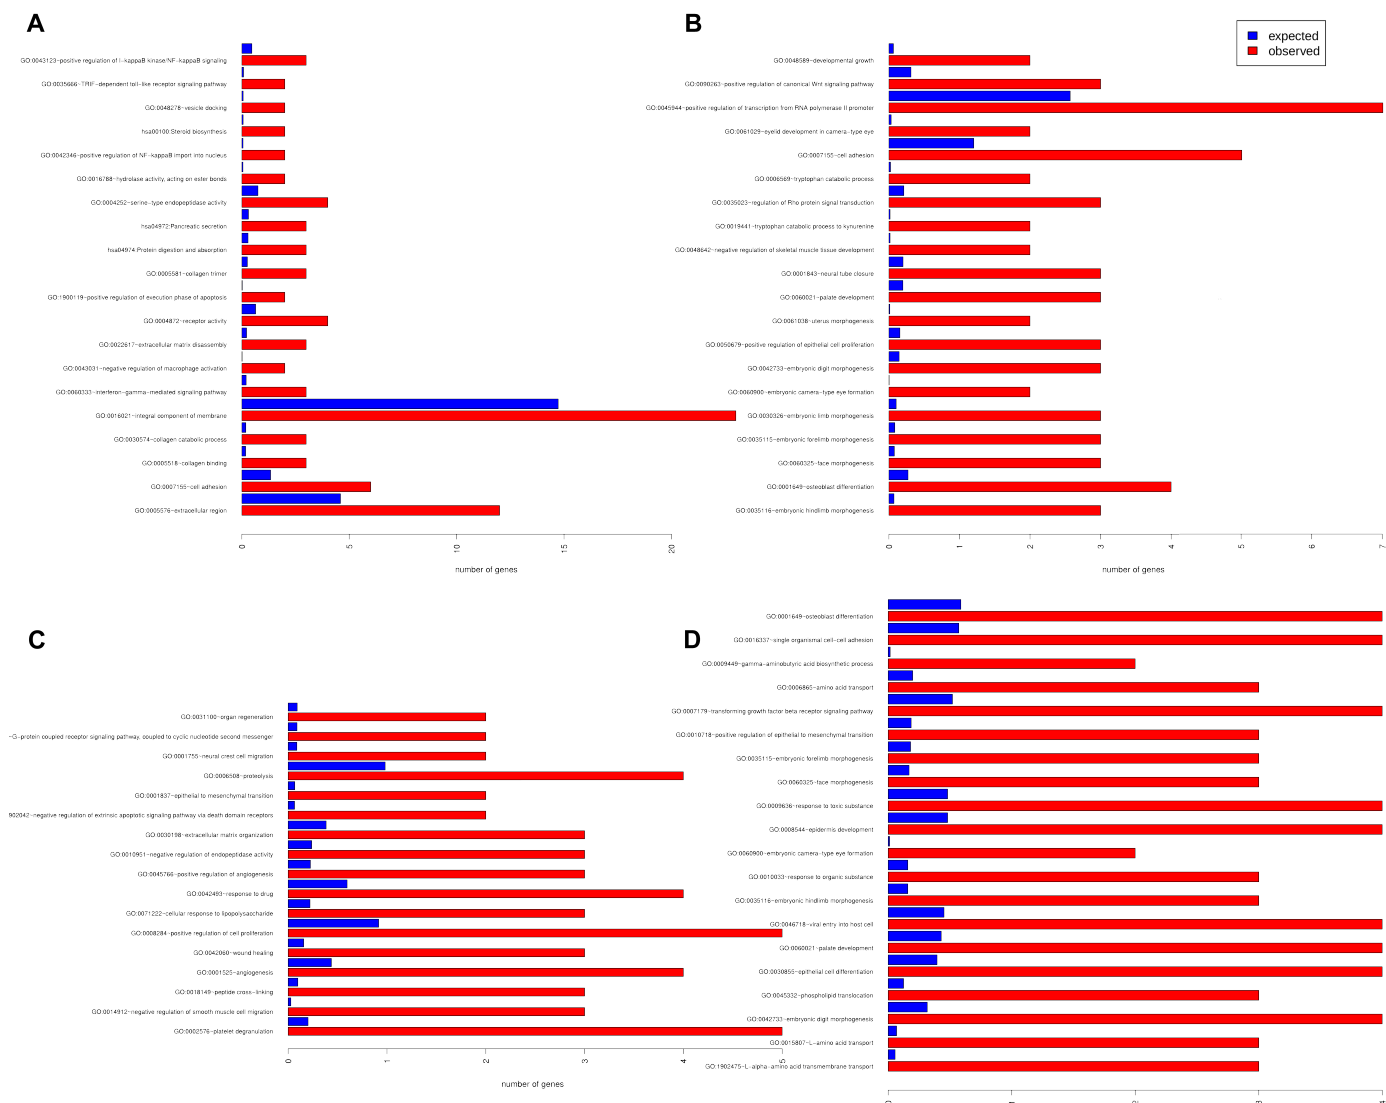 A
GO:0043123-positive regulation of I-kappaB kinase/NF-kappaB signaling
GO:0035666-TRIF-dependent toll-like receptor signaling pathway
GO:0048278-vesicle docking
hsa00100:Steroid biosynthesis
GO:0042346-positive regulation of NF-kappaB import into nucleus
GO:0016788-hydrolase activity, acting on ester bonds
GO:0004252-serine-type endopeptidase activity
hsa04972:Pancreatic secretion
hsa04974:Protein digestion and absorption
GO:0005581-collagen trimer
GO:1900119-positive regulation of execution phase of apoptosis
GO:0004872-receptor activity
GO:0022617-extracellular matrix disassembly
GO:0043031-negative regulation of macrophage activation
GO:0060333-interferon-gamma-mediated signaling pathway
GO:0016021-integral component of membrane
GO:0030574-collagen catabolic process
GO:0005518-collagen binding
GO:0007155-cell adhesion
GO:0005576-extracellular region
0 5 10 15 20
number of genes
B
expected
observed
GO:0048589-developmental growth
GO:0090263-positive regulation of canonical Wnt signaling pathway
GO:0045944-positive regulation of transcription from RNA polymerase II promoter
GO:0061029-eyelid development in camera-type eye
GO:0007155-cell adhesion
GO:0006569-tryptophan catabolic process
GO:0035023-regulation of Rho protein signal transduction
GO:0019441-tryptophan catabolic process to kynurenine
GO:0048642-negative regulation of skeletal muscle tissue development
GO:0001843-neural tube closure
GO:0060021-palate development
GO:0061038-uterus morphogenesis
GO:0050679-positive regulation of epithelial cell proliferation
GO:0042733-embryonic digit morphogenesis
GO:0060900-embryonic camera-type eye formation
GO:0030326-embryonic limb morphogenesis
GO:0035115-embryonic forelimb morphogenesis
GO:0060325-face morphogenesis
GO:0001649-osteoblast differentiation
GO:0035116-embryonic hindlimb morphogenesis
0 1 2 3 4 5 6 7
number of genes
C
GO:0031100-organ regeneration
-G-protein coupled receptor signaling pathway, coupled to cyclic nucleotide second messenger
GO:0001755-neural crest cell migration
GO:0006508-proteolysis
GO:0001837-epithelial to mesenchymal transition
902042-negative regulation of extrinsic apoptotic signaling pathway via death domain receptors
GO:0030198-extracellular matrix organization
GO:0010951-negative regulation of endopeptidase activity
GO:0045766-positive regulation of angiogenesis
GO:0042493-response to drug
GO:0071222-cellular response to lipopolysaccharide
GO:0008284-positive regulation of cell proliferation
GO:0042060-wound healing
GO:0001525-angiogenesis
GO:0018149-peptide cross-linking
GO:0014912-negative regulation of smooth muscle cell migration
GO:0002576-platelet degranulation
0 1 2 3 4 5
number of genes
D
GO:0001649-osteoblast differentiation
GO:0016337-single organismal cell-cell adhesion
GO:0009449-gamma-aminobutyric acid biosynthetic process
GO:0006865-amino acid transport
GO:0007179-transforming growth factor beta receptor signaling pathway
GO:0010718-positive regulation of epithelial to mesenchymal transition
GO:0035115-embryonic forelimb morphogenesis
GO:0060325-face morphogenesis
GO:0009636-response to toxic substance
GO:0008544-epidermis development
GO:0060900-embryonic camera-type eye formation
GO:0010033-response to organic substance
GO:0035116-embryonic hindlimb morphogenesis
GO:0046718-viral entry into host cell
GO:0060021-palate development
GO:0030855-epithelial cell differentiation
GO:0045332-phospholipid translocation
GO:0042733-embryonic digit morphogenesis
GO:0015807-L-amino acid transport
GO:1902475-L-alpha-amino acid transmembrane transport